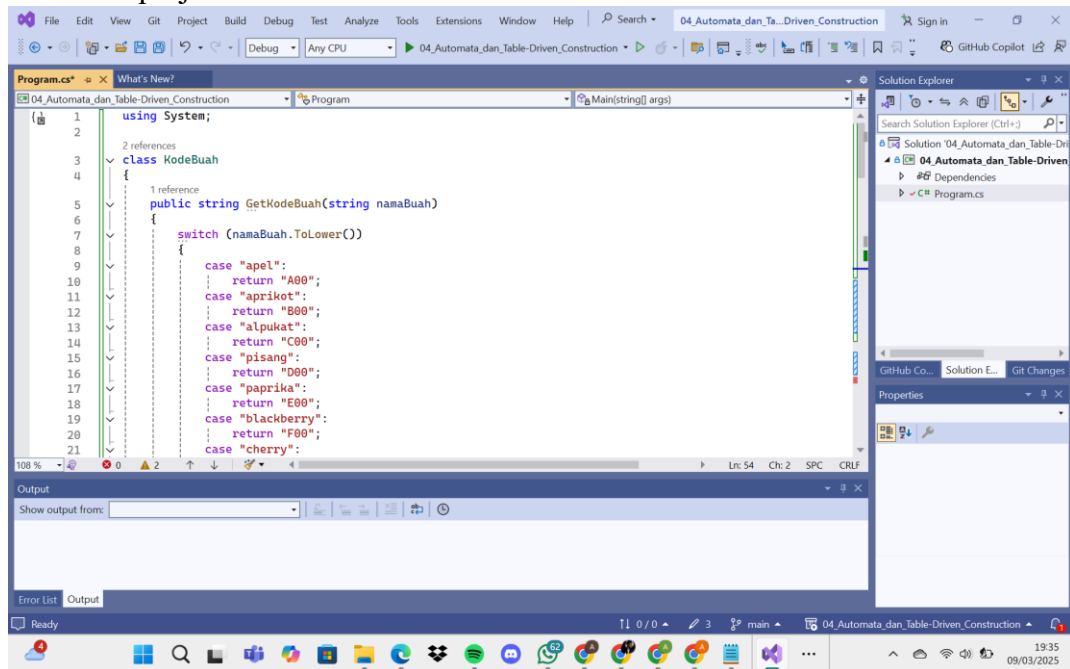 File Edit View Git Project Build Debug Test Analyze Tools Extensions Window Help Search 04_Automata_dan_Ta...Driven_Construction Sign in
Debug Any CPU 04_Automata_dan_Table-Driven_Construction GitHub Copilot
Program.cs* What's New?
04_Automata_dan_Table-Driven_Construction Program Main(string[] args)
1 using System;
2
2 references
3 class KodeBuah
4 {
1 reference
5 public string GetKodeBuah(string namaBuah)
6 {
7 switch (namaBuah.ToLower())
8 {
9 case "apel":
10 return "A00";
11 case "aprikot":
12 return "B00";
13 case "alpukat":
14 return "C00";
15 case "pisang":
16 return "D00";
17 case "paprika":
18 return "E00";
19 case "blackberry":
20 return "F00";
21 case "cherry":
108 % 0 2 Ln: 54 Ch: 2 SPC CRLF
Output
Show output from:
Error List Output
Solution Explorer
Search Solution Explorer (Ctrl+;)
Solution '04_Automata_dan_Table-Dri
04_Automata_dan_Table-Driven
Dependencies
C# Program.cs
GitHub Co... Solution E... Git Changes
Properties
Ready 0 / 0 3 main 04_Automata_dan_Table-Driven_Construction 1
4 62 19:35
09/03/2025